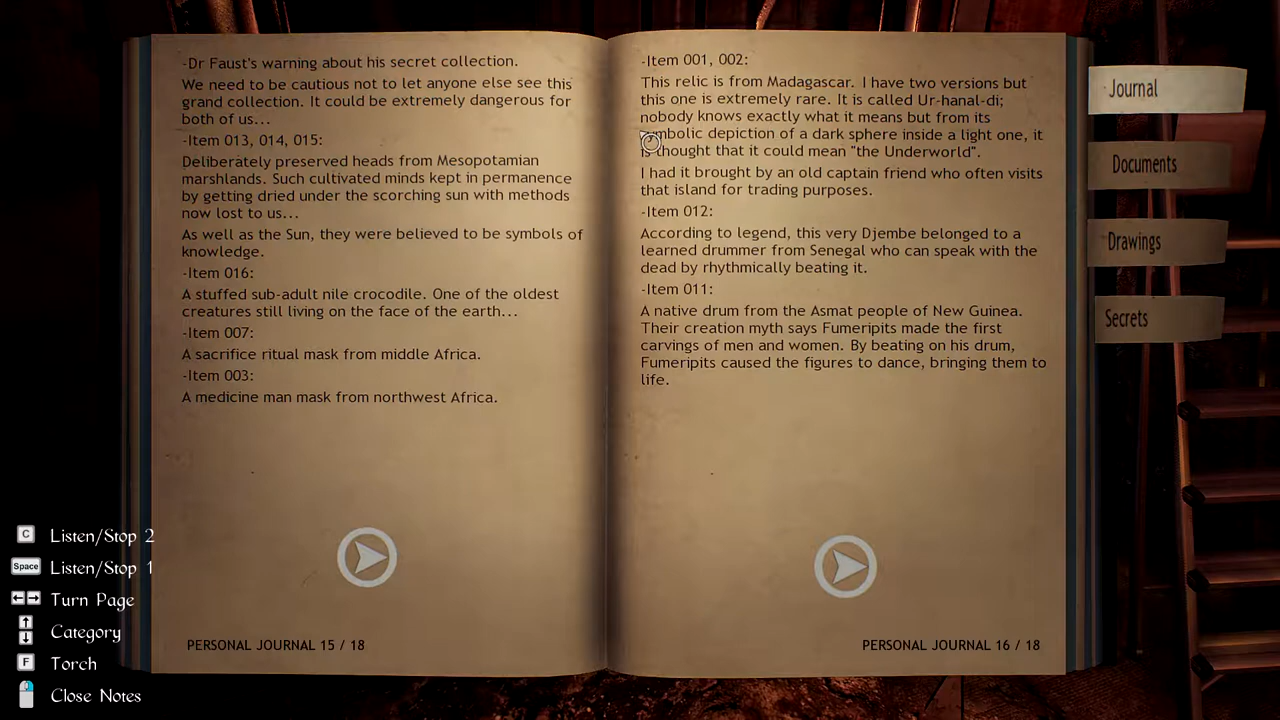 -Dr Faust's warning about his secret collection.
We need to be cautious not to let anyone else see this
grand collection. It could be extremely dangerous for
both of us...
-Item 013, 014, 015:
Deliberately preserved heads from Mesopotamian
marshlands. Such cultivated minds kept in permanence
by getting dried under the scorching sun with methods
now lost to us...
As well as the Sun, they were believed to be symbols of
knowledge.
-Item 016:
A stuffed sub-adult nile crocodile. One of the oldest
creatures still living on the face of the earth...
-Item 007:
A sacrifice ritual mask from middle Africa.
-Item 003:
A medicine man mask from northwest Africa.
PERSONAL JOURNAL 15 / 18
-Item 001, 002:
This relic is from Madagascar. I have two versions but
this one is extremely rare. It is called Ur-hanal-di;
nobody knows exactly what it means but from its
symbolic depiction of a dark sphere inside a light one, it
is thought that it could mean "the Underworld".
I had it brought by an old captain friend who often visits
that island for trading purposes.
-Item 012:
According to legend, this very Djembe belonged to a
learned drummer from Senegal who can speak with the
dead by rhythmically beating it.
-Item 011:
A native drum from the Asmat people of New Guinea.
Their creation myth says Fumeripits made the first
carvings of men and women. By beating on his drum,
Fumeripits caused the figures to dance, bringing them to
life.
PERSONAL JOURNAL 16 / 18
Journal
Documents
Drawings
Secrets
C Listen/Stop 2
Space Listen/Stop 1
Turn Page
Category
F Torch
Close Notes